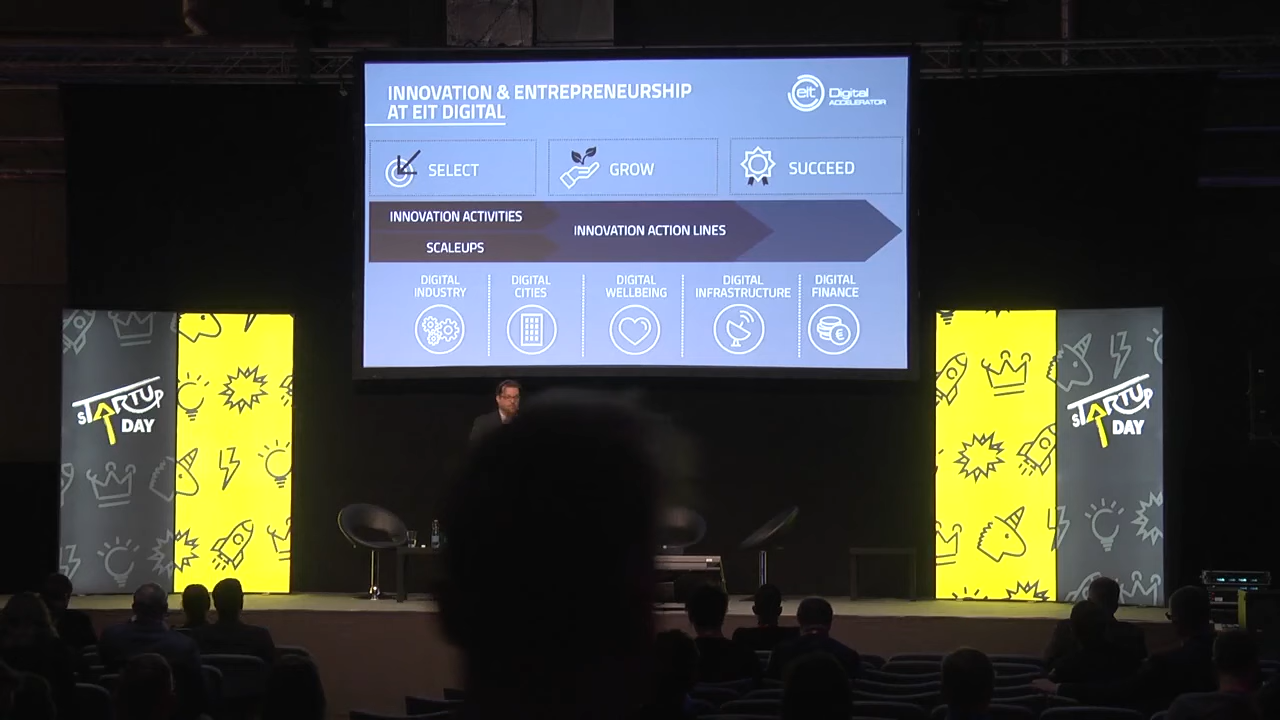 INNOVATION & ENTREPRENEURSHIP
AT EIT DIGITAL
eit Digital
ACCELERATOR
SELECT
GROW
SUCCEED
INNOVATION ACTIVITIES
SCALEUPS
INNOVATION ACTION LINES
DIGITAL
INDUSTRY
DIGITAL
CITIES
DIGITAL
WELLBEING
DIGITAL
INFRASTRUCTURE
DIGITAL
FINANCE
€
STARTUP
DAY
STARTUP
DAY